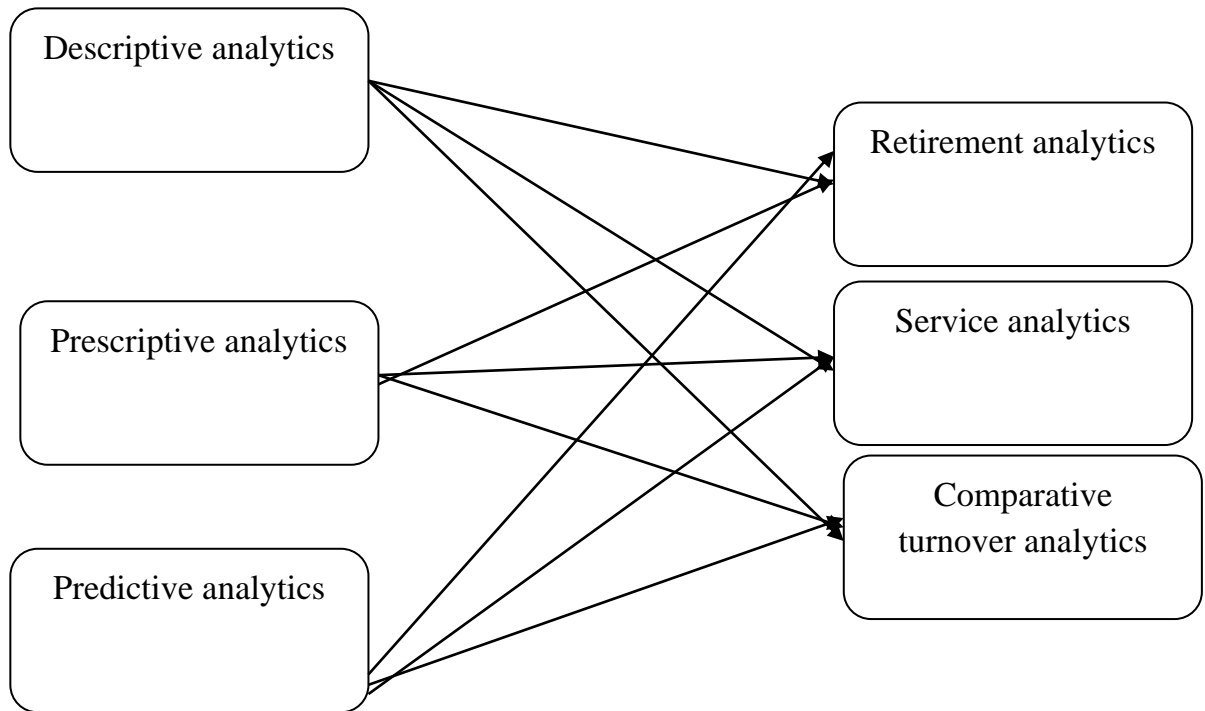 Descriptive analytics
Retirement analytics
Prescriptive analytics
Service analytics
Comparative
turnover analytics
Predictive analytics